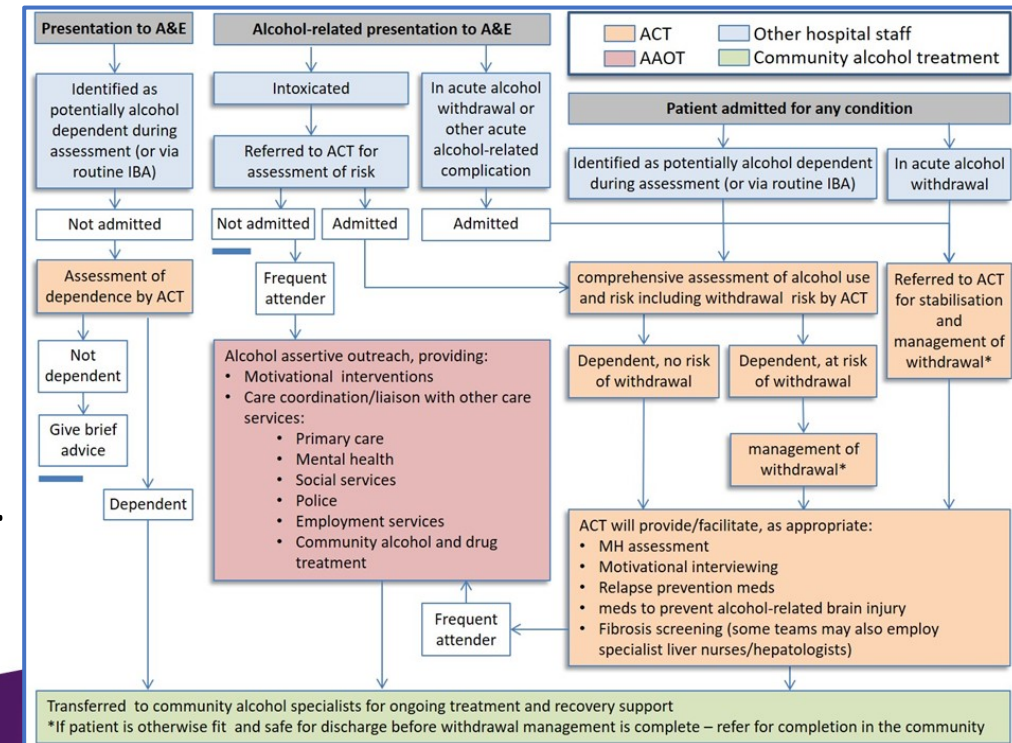 Presentation to A&E
Identified as
potentially alcohol
dependent during
assessment (or via
routine IBA)
Not admitted
Assessment of
dependence by ACT
Not
dependent
Give brief
advice
Dependent
Alcohol-related presentation to A&E
Intoxicated
Referred to ACT for
assessment of risk
Not admitted
Admitted
Frequent
attender
In acute alcohol
withdrawal or
other acute
alcohol-related
complication
Admitted
Alcohol assertive outreach, providing:
• Motivational interventions
• Care coordination/liaison with other care
services:
• Primary care
• Mental health
• Social services
• Police
• Employment services
• Community alcohol and drug
treatment
ACT
Other hospital staff
AAOT
Community alcohol treatment
Patient admitted for any condition
Identified as potentially alcohol dependent
during assessment (or via routine IBA)
In acute alcohol
withdrawal
comprehensive assessment of alcohol use
and risk including withdrawal risk by ACT
Referred to ACT
for stabilisation
and
management of
withdrawal*
Dependent, no risk
of withdrawal
Dependent, at risk
of withdrawal
management of
withdrawal*
ACT will provide/facilitate, as appropriate:
• MH assessment
• Motivational interviewing
• Relapse prevention meds
• meds to prevent alcohol-related brain injury
• Fibrosis screening (some teams may also employ
specialist liver nurses/hepatologists)
Frequent
attender
Transferred to community alcohol specialists for ongoing treatment and recovery support
*If patient is otherwise fit and safe for discharge before withdrawal management is complete – refer for completion in the community